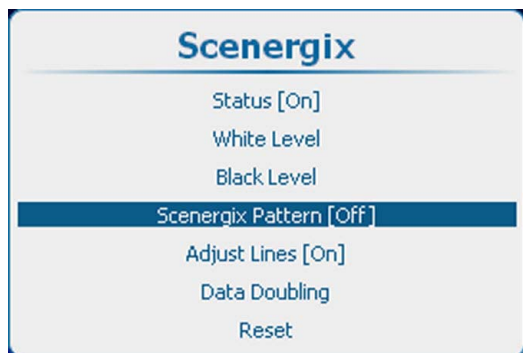 Scenergix
Status [On]
White Level
Black Level
Scenergix Pattern [Off]
Adjust Lines [On]
Data Doubling
Reset